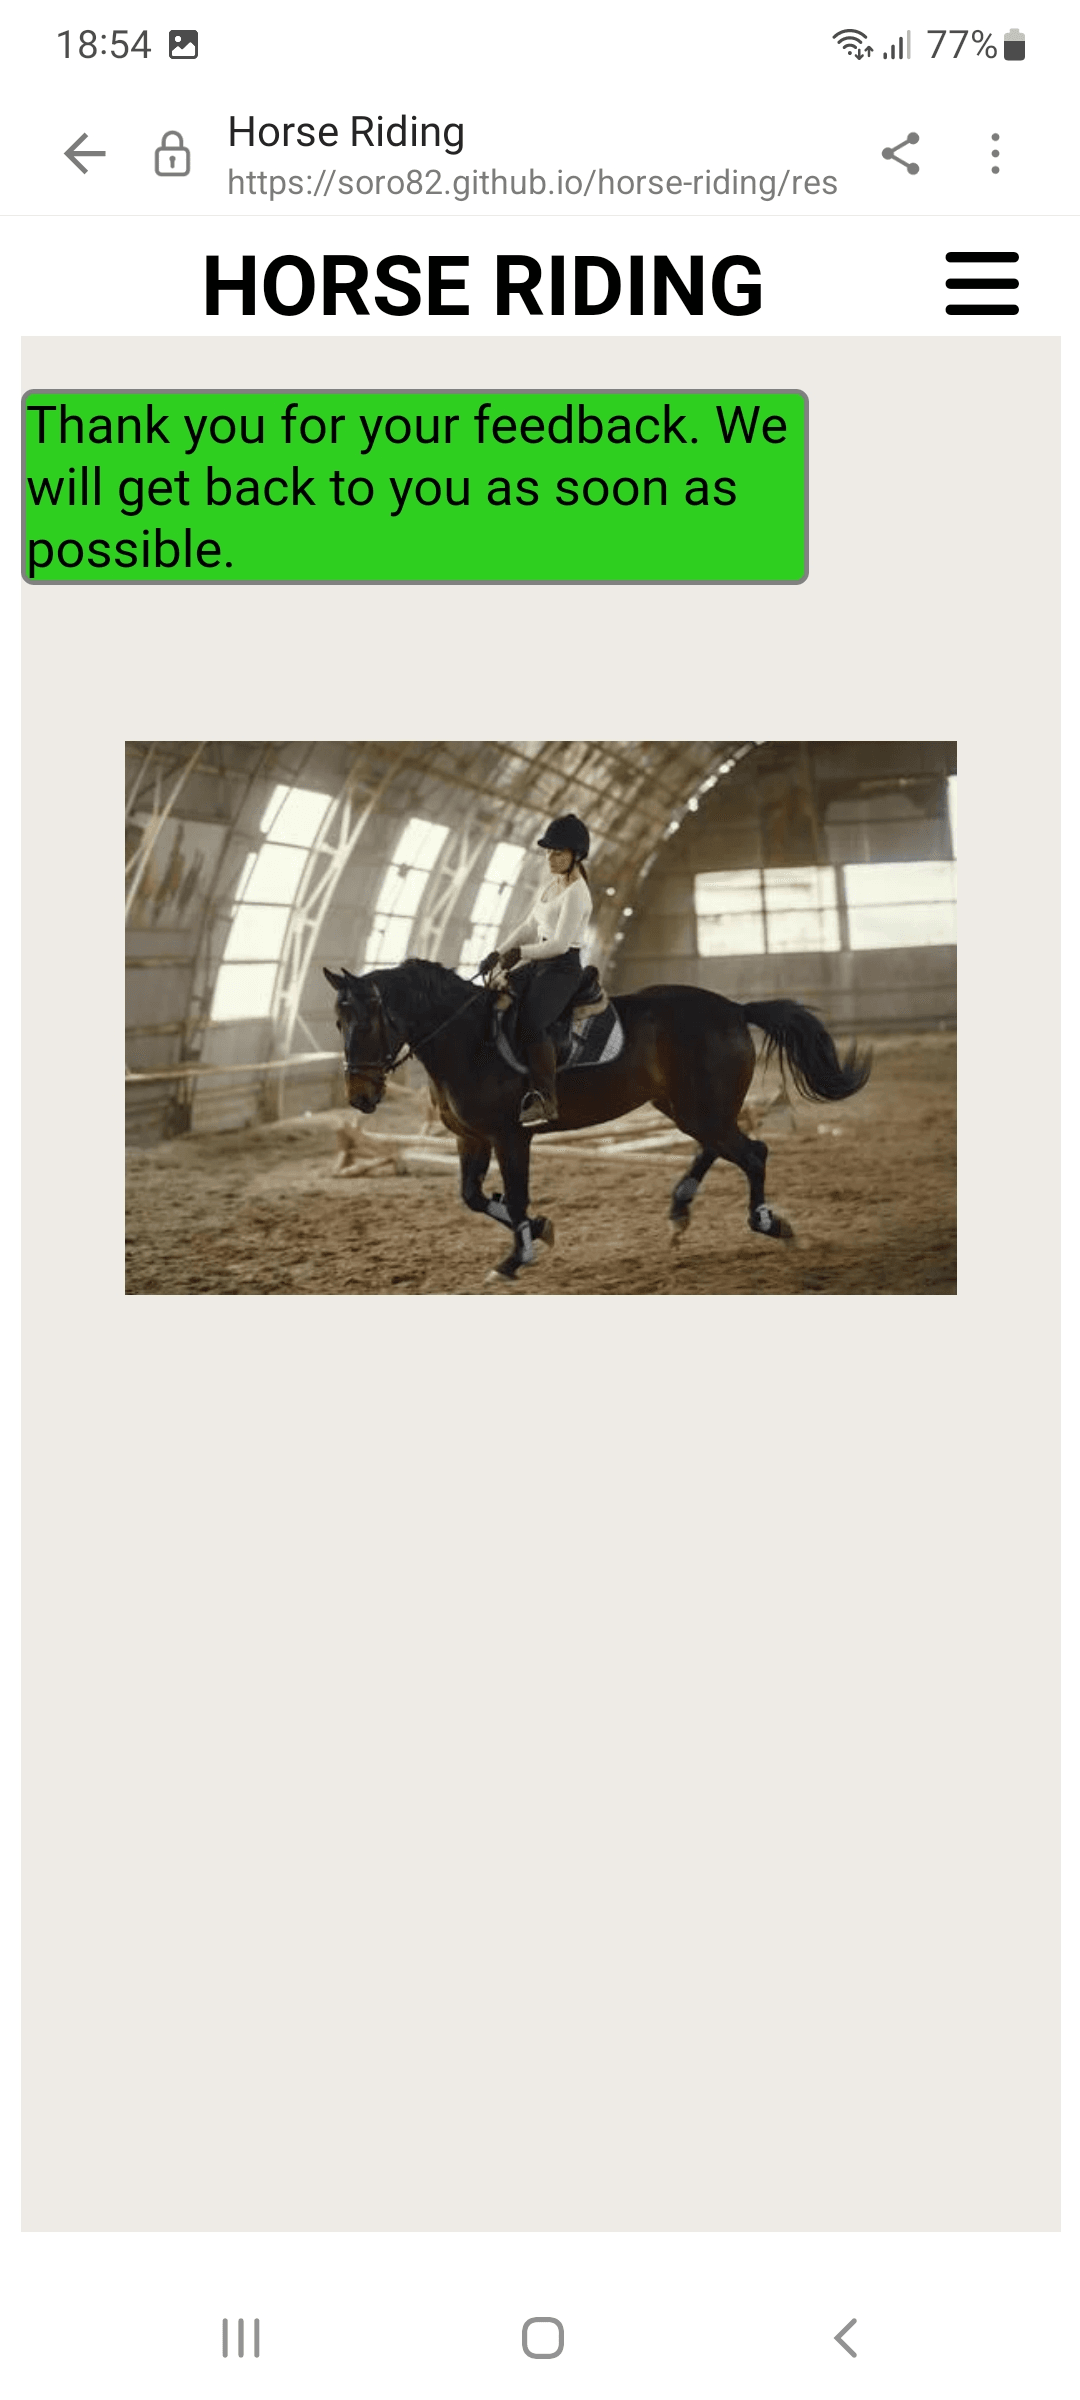 18:54
77%
Horse Riding
https://soro82.github.io/horse-riding/res
HORSE RIDING
Thank you for your feedback. We
will get back to you as soon as
possible.